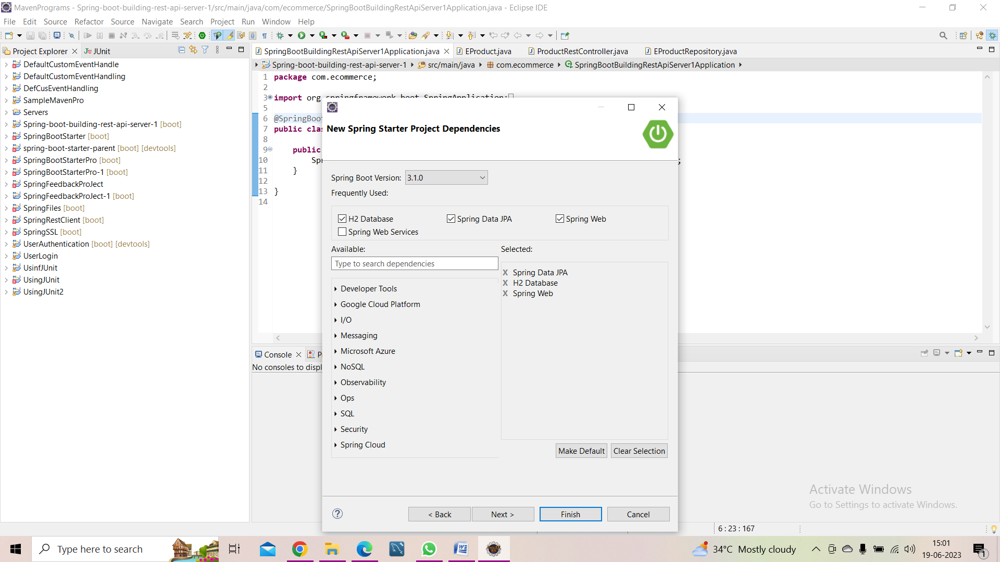 MavenPrograms - Spring-boot-building-rest-api-server-1/src/main/java/com/ecommerce/SpringBootBuildingRestApiServer1Application.java - Eclipse IDE
File Edit Source Refactor Source Navigate Search Project Run Window Help
Project Explorer JUnit
SpringBootBuildingRestApiServer1Application.java EProduct.java ProductRestController.java EProductRepository.java
Spring-boot-building-rest-api-server-1 src/main/java com.ecommerce SpringBootBuildingRestApiServer1Application
DefaultCustomEventHandle
DefaultCustomEventHandling
DefCusEventHandling
SampleMavenPro
Servers
Spring-boot-building-rest-api-server-1 [boot]
SpringBootStarter [boot]
spring-boot-starter-parent [boot] [devtools]
SpringBootStarterPro [boot]
SpringBootStarterPro-1 [boot]
SpringFeedbackProJect
SpringFeedbackProJect-1 [boot]
SpringFiles [boot]
SpringRestClient [boot]
SpringSSL [boot]
UserAuthentication [boot] [devtools]
UserLogin
UsinfJUnit
UsingJUnit
UsingJUnit2
1 package com.ecommerce;
2
3 import org.springframework.boot.SpringApplication;
5
6 @SpringBoot
7 public clas
8
9 public
10 Spr ;
11 }
12
13 }
14
New Spring Starter Project Dependencies
Spring Boot Version: 3.1.0
Frequently Used:
H2 Database Spring Data JPA Spring Web
Spring Web Services
Available:
Type to search dependencies
Developer Tools
Google Cloud Platform
I/O
Messaging
Microsoft Azure
NoSQL
Observability
Ops
SQL
Security
Spring Cloud
Selected:
X Spring Data JPA
X H2 Database
X Spring Web
Make Default Clear Selection
< Back Next > Finish Cancel
Console P
No consoles to displ
Activate Windows
Go to Settings to activate Windows.
6 : 23 : 167
Type here to search
34°C Mostly cloudy
15:01
19-06-2023
1